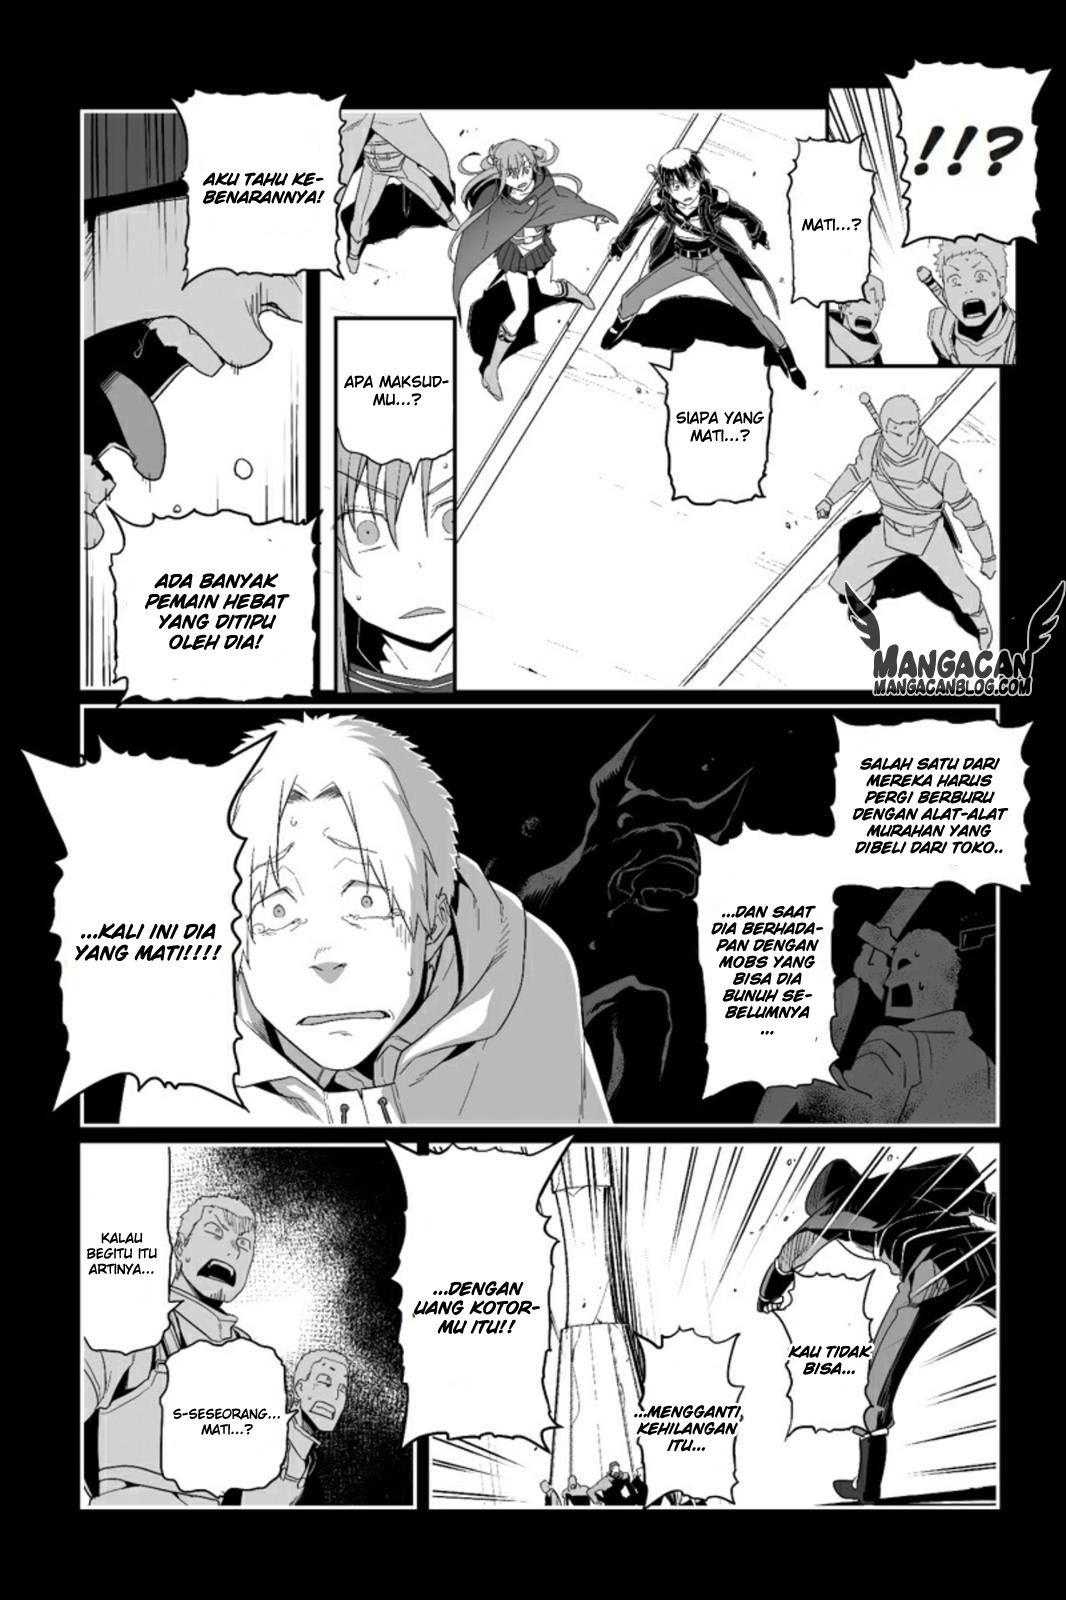 !!?
MATI...?
SIAPA YANG
MATI...?
AKU TAHU KE-
BENARANNYA!
APA MAKSUD-
MU...?
ADA BANYAK
PEMAIN HEBAT
YANG DITIPU
OLEH DIA!
MANGACAN
MANGACANBLOG.COM
SALAH SATU DARI
MEREKA HARUS
PERGI BERBURU
DENGAN ALAT-ALAT
MURAHAN YANG
DIBELI DARI TOKO..
...DAN SAAT
DIA BERHADA-
PAN DENGAN
MOBS YANG
BISA DIA
BUNUH SE-
BELUMNYA
...
...KALI INI DIA
YANG MATI!!!!
KAU TIDAK
BISA...
...MENGGANTI
KEHILANGAN
ITU...
...DENGAN
UANG KOTOR-
MU ITU!!
KALAU
BEGITU ITU
ARTINYA...
S-SESEORANG...
MATI...?